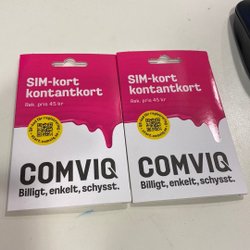 SIM-kort
kontantkort
Rek. pris 45 kr
COMVIQ
Billigt, enkelt, schysst.
SIM-kort
kontantkort
Rek. pris 45 kr
COMVIQ
Billigt, enkelt, schysst.